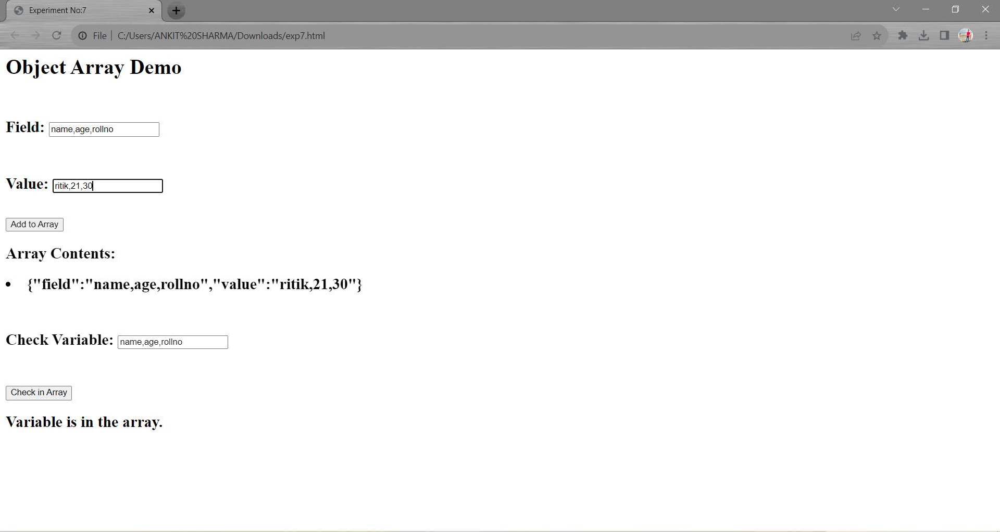 Experiment No:7
File | C:/Users/ANKIT%20SHARMA/Downloads/exp7.html
Object Array Demo
Field: name,age,rollno
Value: ritik,21,30
Add to Array
Array Contents:
• {"field":"name,age,rollno","value":"ritik,21,30"}
Check Variable: name,age,rollno
Check in Array
Variable is in the array.